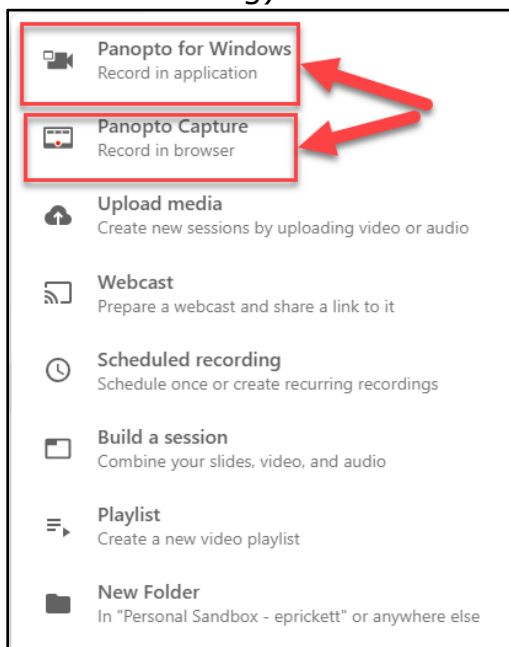 Panopto for Windows
Record in application
Panopto Capture
Record in browser
Upload media
Create new sessions by uploading video or audio
Webcast
Prepare a webcast and share a link to it
Scheduled recording
Schedule once or create recurring recordings
Build a session
Combine your slides, video, and audio
Playlist
Create a new video playlist
New Folder
In "Personal Sandbox - eprickett" or anywhere else